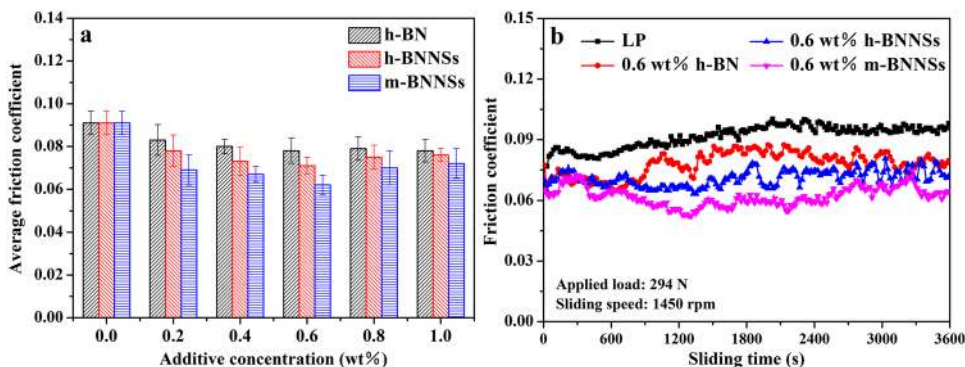 a
h-BN
h-BNNSs
m-BNNSs
Average friction coefficient
0.14
0.12
0.10
0.08
0.06
0.04
0.02
0.00
0.0 0.2 0.4 0.6 0.8 1.0
Additive concentration (wt%)
b
LP
0.6 wt% h-BN
0.6 wt% h-BNNSs
0.6 wt% m-BNNSs
Friction coefficient
0.15
0.12
0.09
0.06
0.03
0.00
Applied load: 294 N
Sliding speed: 1450 rpm
0 600 1200 1800 2400 3000 3600
Sliding time (s)